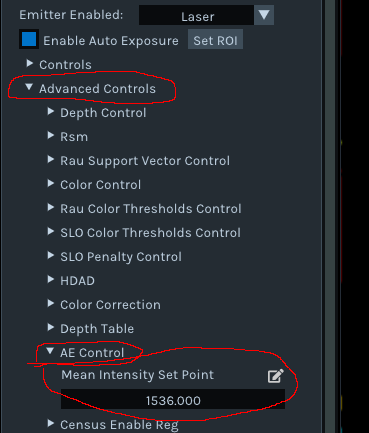 Emitter Enabled: Laser
Enable Auto Exposure Set ROI
Controls
Advanced Controls
Depth Control
Rsm
Rau Support Vector Control
Color Control
Rau Color Thresholds Control
SLO Color Thresholds Control
SLO Penalty Control
HDAD
Color Correction
Depth Table
AE Control
Mean Intensity Set Point
1536.000
Census Enable Reg